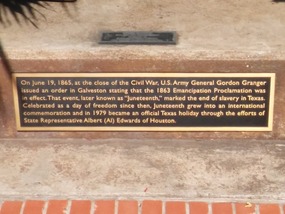 On June 19, 1865, at the close of the Civil War, U.S. Army General Gordon Granger
issued an order in Galveston stating that the 1863 Emancipation Proclamation was
in effect. That event, later known as "Juneteenth," marked the end of slavery in Texas.
Celebrated as a day of freedom since then, Juneteenth grew into an international
commemoration and in 1979 became an official Texas holiday through the efforts of
State Representative Albert (Al) Edwards of Houston.